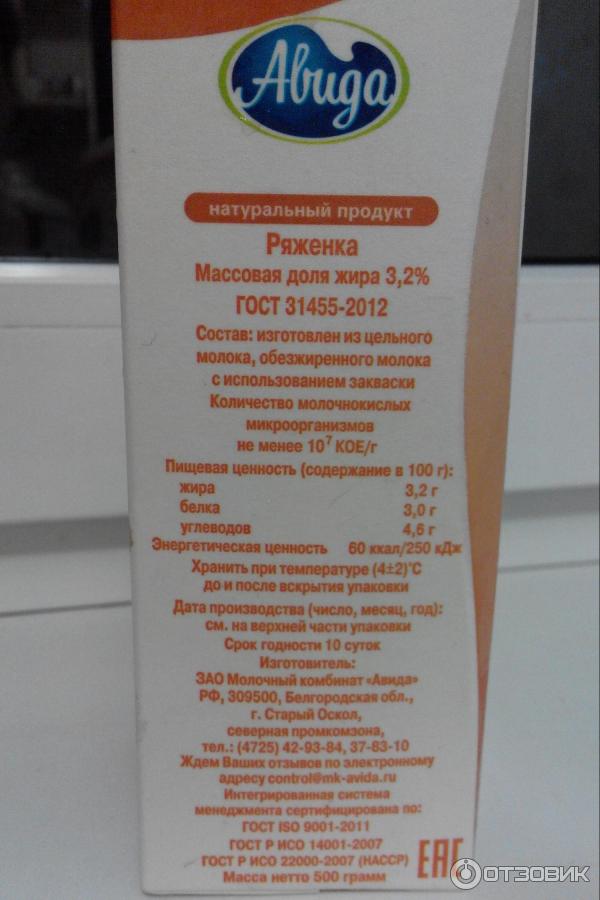 Авида
натуральный продукт
Ряженка
Массовая доля жира 3,2%
ГОСТ 31455-2012
Состав: изготовлен из цельного
молока, обезжиренного молока
с использованием закваски
Количество молочнокислых
микроорганизмов
не менее 10⁷ КОЕ/г
Пищевая ценность (содержание в 100 г):
жира 3,2 г
белка 3,0 г
углеводов 4,6 г
Энергетическая ценность 60 ккал/250 кДж
Хранить при температуре (4±2)°С
до и после вскрытия упаковки
Дата производства (число, месяц, год):
см. на верхней части упаковки
Срок годности 10 суток
Изготовитель:
ЗАО Молочный комбинат «Авида»
РФ, 309500, Белгородская обл.,
г. Старый Оскол,
северная промкомзона,
тел.: (4725) 42-93-84, 37-83-10
Ждем Ваших отзывов по электронному
адресу control@mk-avida.ru
Интегрированная система
менеджмента сертифицирована по:
ГОСТ ISO 9001-2011
ГОСТ Р ИСО 14001-2007
ГОСТ Р ИСО 22000-2007 (НАССР)
Масса нетто 500 грамм
ЕАС
ОТЗОВИК